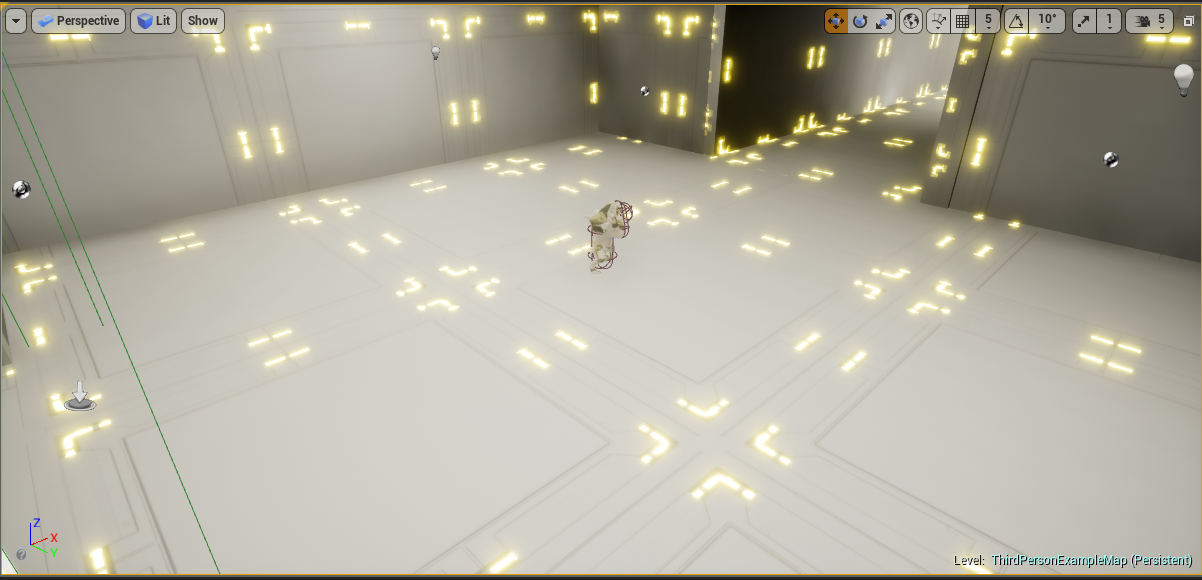 Perspective Lit Show 5 10° 1 5
Z
X
Y
?
Level: ThirdPersonExampleMap (Persistent)